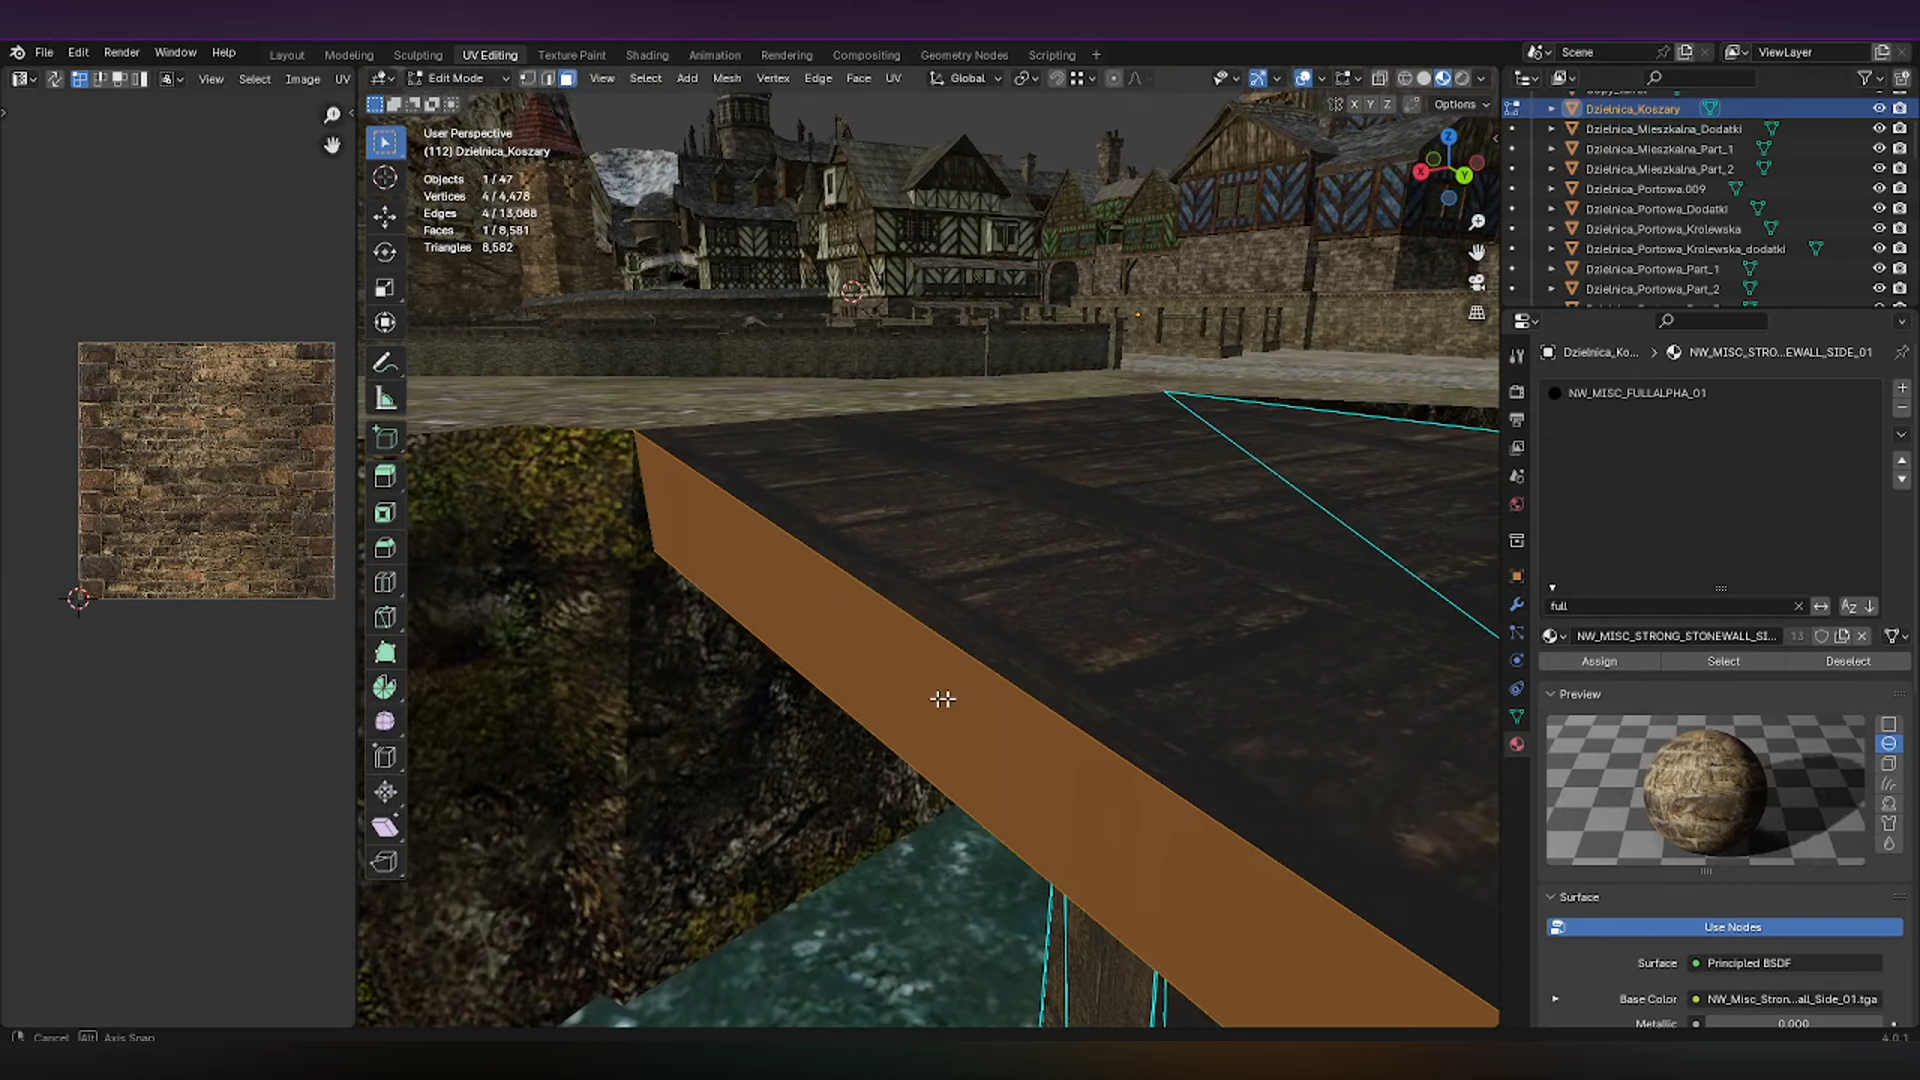 File Edit Render Window Help
Layout Modeling Sculpting UV Editing Texture Paint Shading Animation Rendering Compositing Geometry Nodes Scripting +
Scene
ViewLayer
View Select Image UV
Edit Mode View Select Add Mesh Vertex Edge Face UV Global
X Y Z Options
User Perspective
(112) Dzielnica_Koszary
Objects 1 / 47
Vertices 4 / 4,478
Edges 4 / 13,088
Faces 1 / 8,581
Triangles 8,582
Z
X
Y
Dzielnica_Koszary
Dzielnica_Mieszkalna_Dodatki
Dzielnica_Mieszkalna_Part_1
Dzielnica_Mieszkalna_Part_2
Dzielnica_Portowa.009
Dzielnica_Portowa_Dodatki
Dzielnica_Portowa_Krolewska
Dzielnica_Portowa_Krolewska_dodatki
Dzielnica_Portowa_Part_1
Dzielnica_Portowa_Part_2
Dzielnica_Ko... > NW_MISC_STRO...EWALL_SIDE_01
NW_MISC_FULLALPHA_01
full
NW_MISC_STRONG_STONEWALL_SI... 13
Assign Select Deselect
Preview
Surface
Use Nodes
Surface Principled BSDF
Base Color NW_Misc_Stron...all_Side_01.tga
Metallic 0.000
Cancel Alt Axis Snap
4.0.1